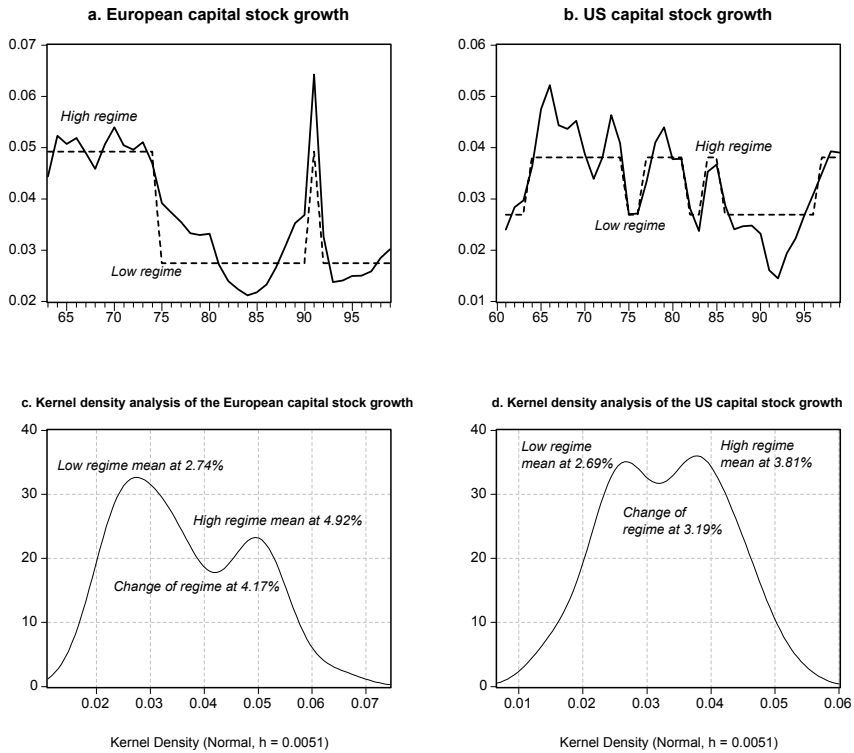 a. European capital stock growth
0.07
0.06
0.05
0.04
0.03
0.02
High regime
Low regime
65 70 75 80 85 90 95
b. US capital stock growth
0.06
0.05
0.04
0.03
0.02
0.01
High regime
Low regime
60 65 70 75 80 85 90 95
c. Kernel density analysis of the European capital stock growth
40
30
20
10
0
Low regime mean at 2.74%
High regime mean at 4.92%
Change of regime at 4.17%
0.02 0.03 0.04 0.05 0.06 0.07
Kernel Density (Normal, h = 0.0051)
d. Kernel density analysis of the US capital stock growth
40
30
20
10
0
Low regime
mean at 2.69%
High regime
mean at 3.81%
Change of
regime at 3.19%
0.01 0.02 0.03 0.04 0.05 0.06
Kernel Density (Normal, h = 0.0051)